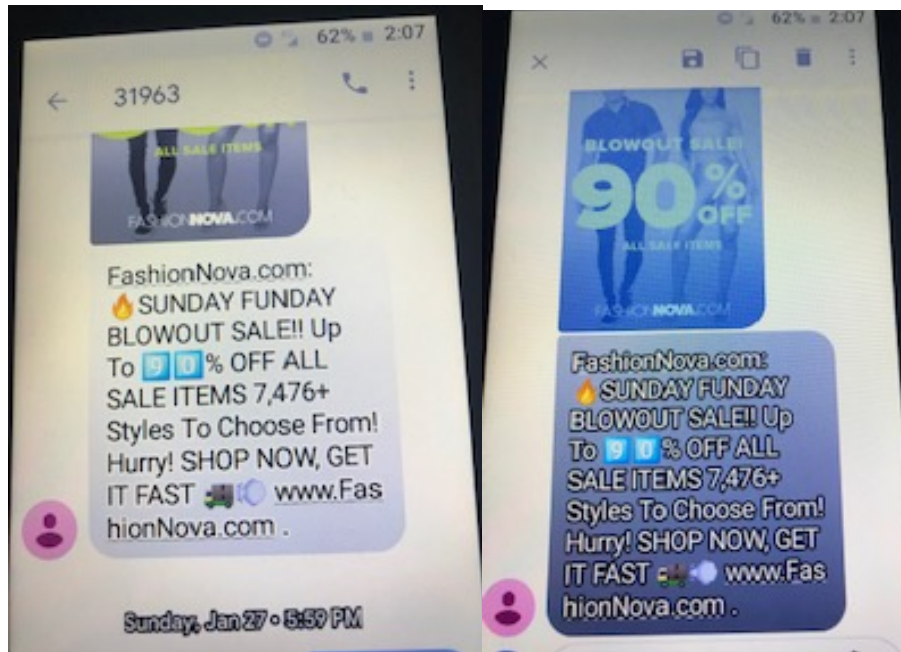 62% 2:07
31963
ALL SALE ITEMS
FASHIONNOVA.COM
FashionNova.com:
🔥SUNDAY FUNDAY
BLOWOUT SALE!! Up
To 9️⃣0️⃣% OFF ALL
SALE ITEMS 7,476+
Styles To Choose From!
Hurry! SHOP NOW, GET
IT FAST 🚚💨 www.Fas
hionNova.com .
Sunday, Jan 27 • 5:59 PM
62% 2:07
BLOWOUT SALE!
90%
OFF
ALL SALE ITEMS
FASHIONNOVA.COM
FashionNova.com:
🔥SUNDAY FUNDAY
BLOWOUT SALE!! Up
To 9️⃣0️⃣% OFF ALL
SALE ITEMS 7,476+
Styles To Choose From!
Hurry! SHOP NOW, GET
IT FAST 🚚💨 www.Fas
hionNova.com .